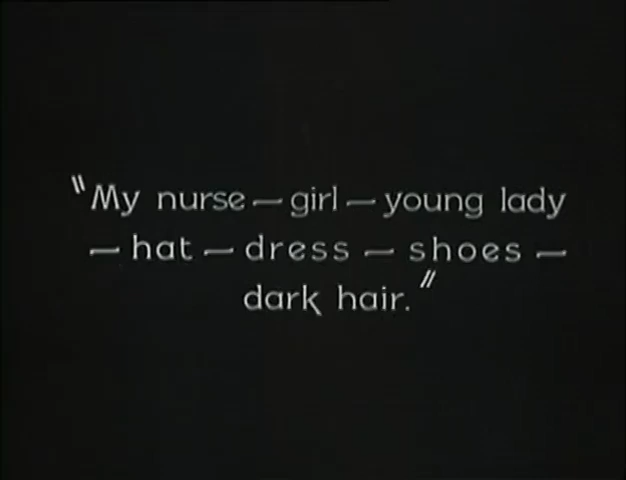 "My nurse — girl — young lady
— hat — dress — shoes —
dark hair."